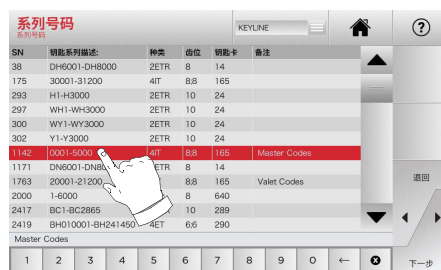 系列号码
系列号码
KEYLINE
SN 钥匙系列描述: 种类 齿位 钥匙卡 备注
38 DH6001-DH8000 2ETR 8 14
175 30001-31200 4IT 8;8 165
293 H1-H3000 2ETR 10 24
297 WH1-WH3000 2ETR 10 24
300 WY1-WY3000 2ETR 10 24
302 Y1-Y3000 2ETR 10 24
1142 0001-5000 4IT 8;8 165 Master Codes
1171 DN6001-DN80 ETR 8 14
1763 20001-21200 8;8 165 Valet Codes
2000 1-6000 8 640
2417 BC1-BC2865 10 289
2419 BH010001-BH241450 4ET 6;6 290
Master Codes
退回
1 2 3 4 5 6 7 8 9 0 ← 下一步